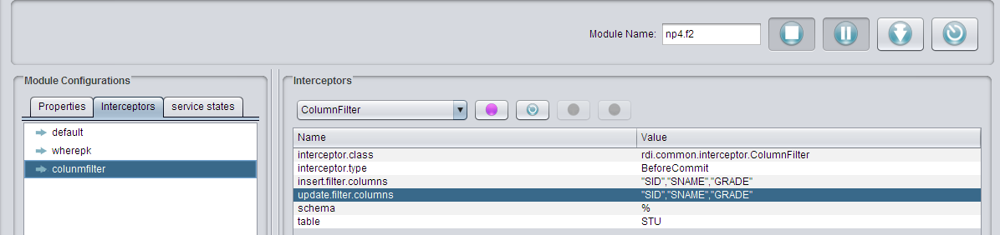 Module Name: np4.f2
Module Configurations
Properties Interceptors service states
default
wherepk
colunmfilter
Interceptors
ColumnFilter
Name Value
interceptor.class rdi.common.interceptor.ColumnFilter
interceptor.type BeforeCommit
insert.filter.columns "SID","SNAME","GRADE"
update.filter.columns "SID","SNAME","GRADE"
schema %
table STU